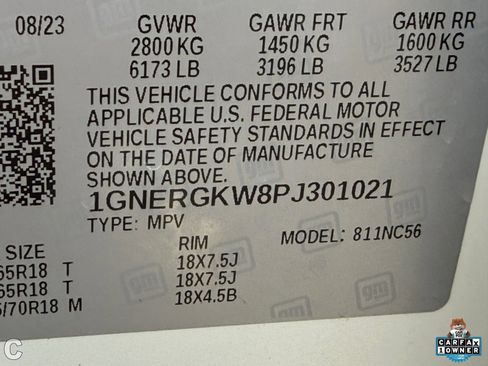 08/23 GVWR GAWR FRT GAWR RR
2800 KG 1450 KG 1600 KG
6173 LB 3196 LB 3527 LB
THIS VEHICLE CONFORMS TO ALL
APPLICABLE U.S. FEDERAL MOTOR
VEHICLE SAFETY STANDARDS IN EFFECT
ON THE DATE OF MANUFACTURE
SHOWN ABOVE.
1GNERGKW8PJ301021
TYPE: MPV
MODEL: 811NC56
SIZE RIM
65R18 T 18X7.5J
65R18 T 18X7.5J
/70R18 M 18X4.5B
gm
C
CARFAX
1 OWNER